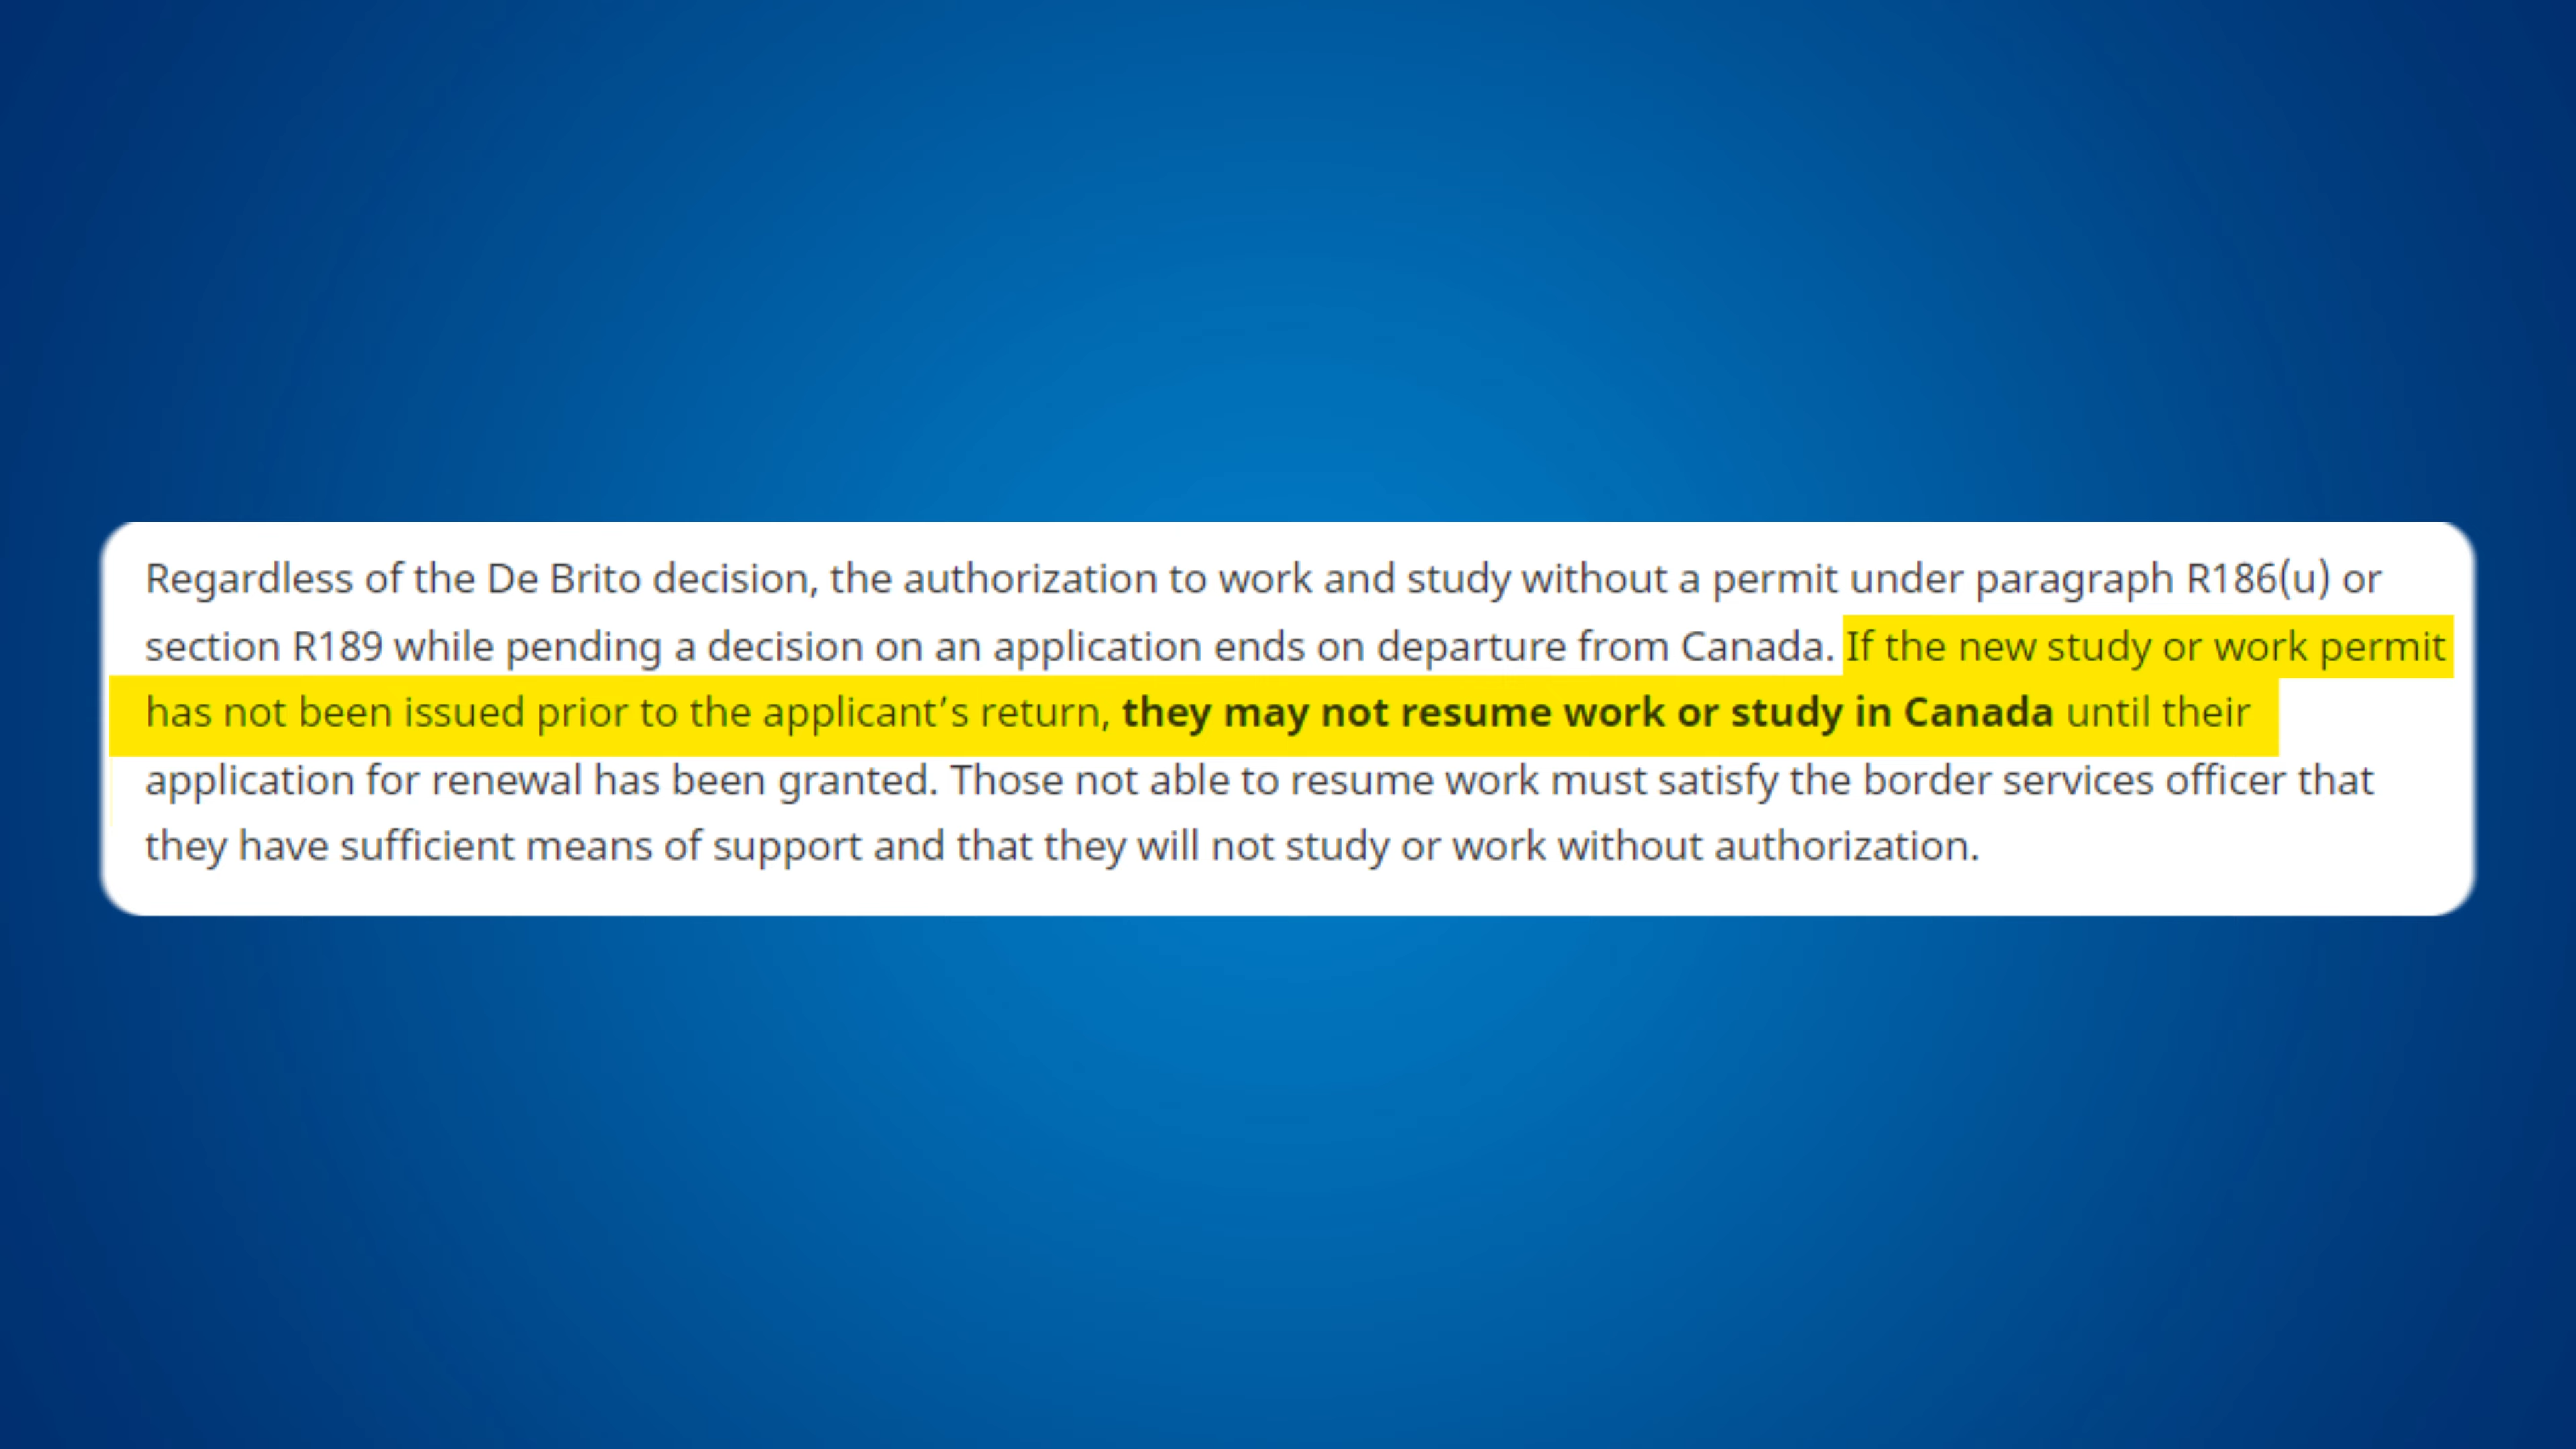 Regardless of the De Brito decision, the authorization to work and study without a permit under paragraph R186(u) or
section R189 while pending a decision on an application ends on departure from Canada. If the new study or work permit
has not been issued prior to the applicant’s return, they may not resume work or study in Canada until their
application for renewal has been granted. Those not able to resume work must satisfy the border services officer that
they have sufficient means of support and that they will not study or work without authorization.